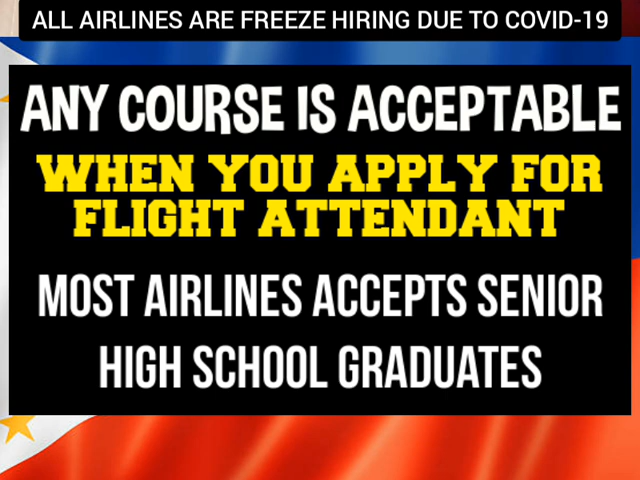 ALL AIRLINES ARE FREEZE HIRING DUE TO COVID-19
ANY COURSE IS ACCEPTABLE
WHEN YOU APPLY FOR
FLIGHT ATTENDANT
MOST AIRLINES ACCEPTS SENIOR
HIGH SCHOOL GRADUATES